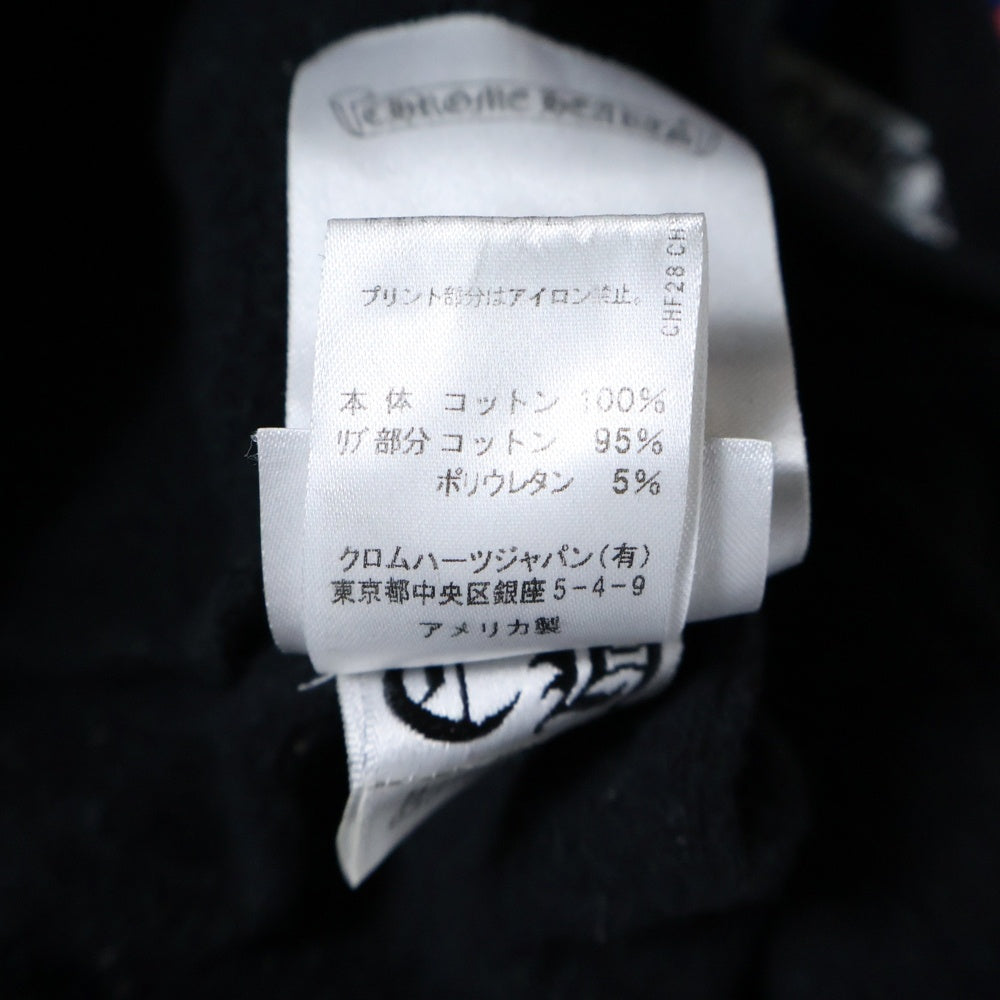 CHROME HEARTS
CHF28 CH
プリント部分はアイロン禁止。
本体 コットン 100%
リブ部分 コットン 95%
ポリウレタン 5%
クロムハーツジャパン(有)
東京都中央区銀座5-4-9
アメリカ製